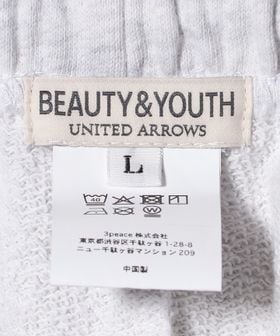 BEAUTY&YOUTH
UNITED ARROWS
L
40
3peace 株式会社
東京都渋谷区千駄ヶ谷1-28-8
ニュー千駄ヶ谷マンション 209
中国製